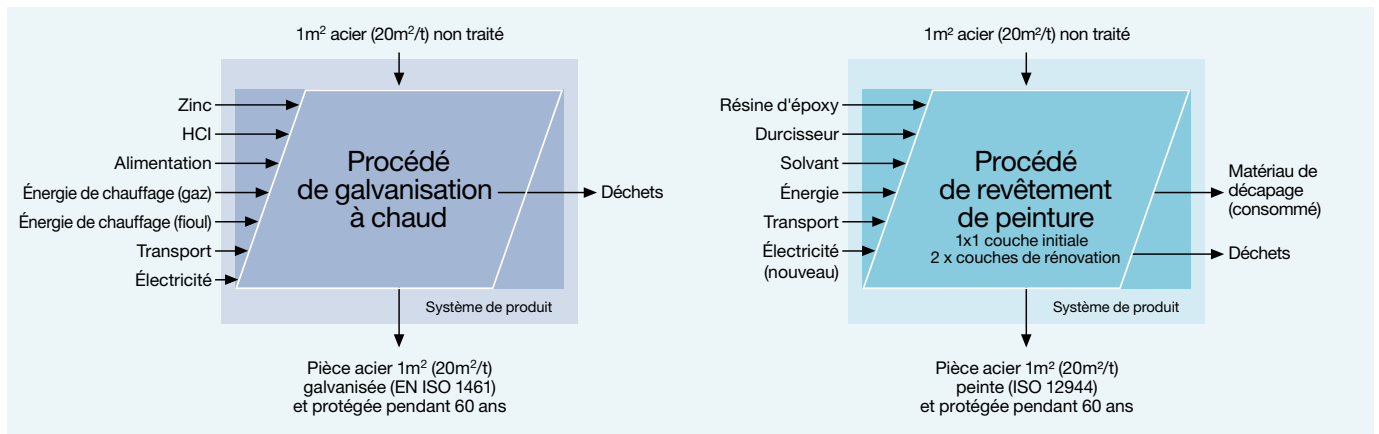 1m² acier (20m²/t) non traité
Zinc
HCl
Alimentation
Énergie de chauffage (gaz)
Énergie de chauffage (fioul)
Transport
Électricité
Procédé
de galvanisation
à chaud
Déchets
Système de produit
Pièce acier 1m² (20m²/t)
galvanisée (EN ISO 1461)
et protégée pendant 60 ans
1m² acier (20m²/t) non traité
Résine d'époxy
Durcisseur
Solvant
Énergie
Transport
Électricité
(nouveau)
Procédé
de revêtement
de peinture
1x1 couche initiale
2 x couches de rénovation
Matériau de
décapage
(consommé)
Déchets
Système de produit
Pièce acier 1m² (20m²/t)
peinte (ISO 12944)
et protégée pendant 60 ans